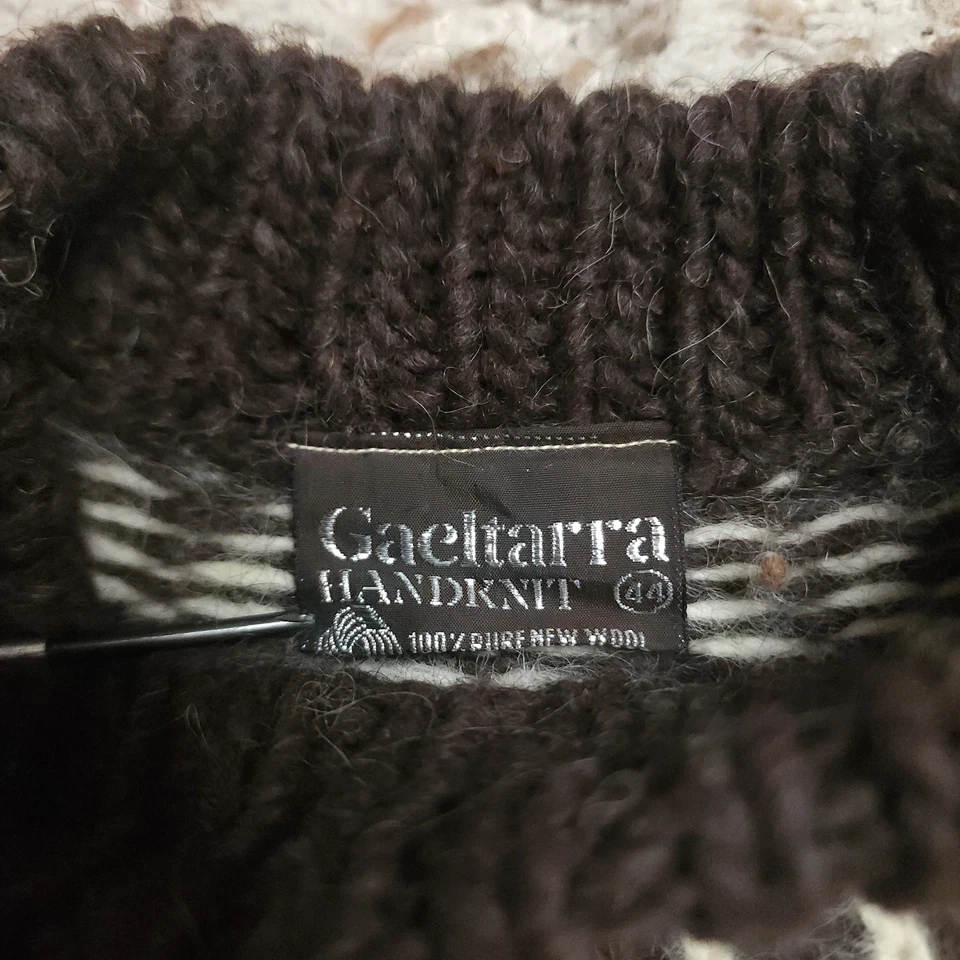 Gaeltarra
HANDKNIT 44
100% PURE NEW WOOL